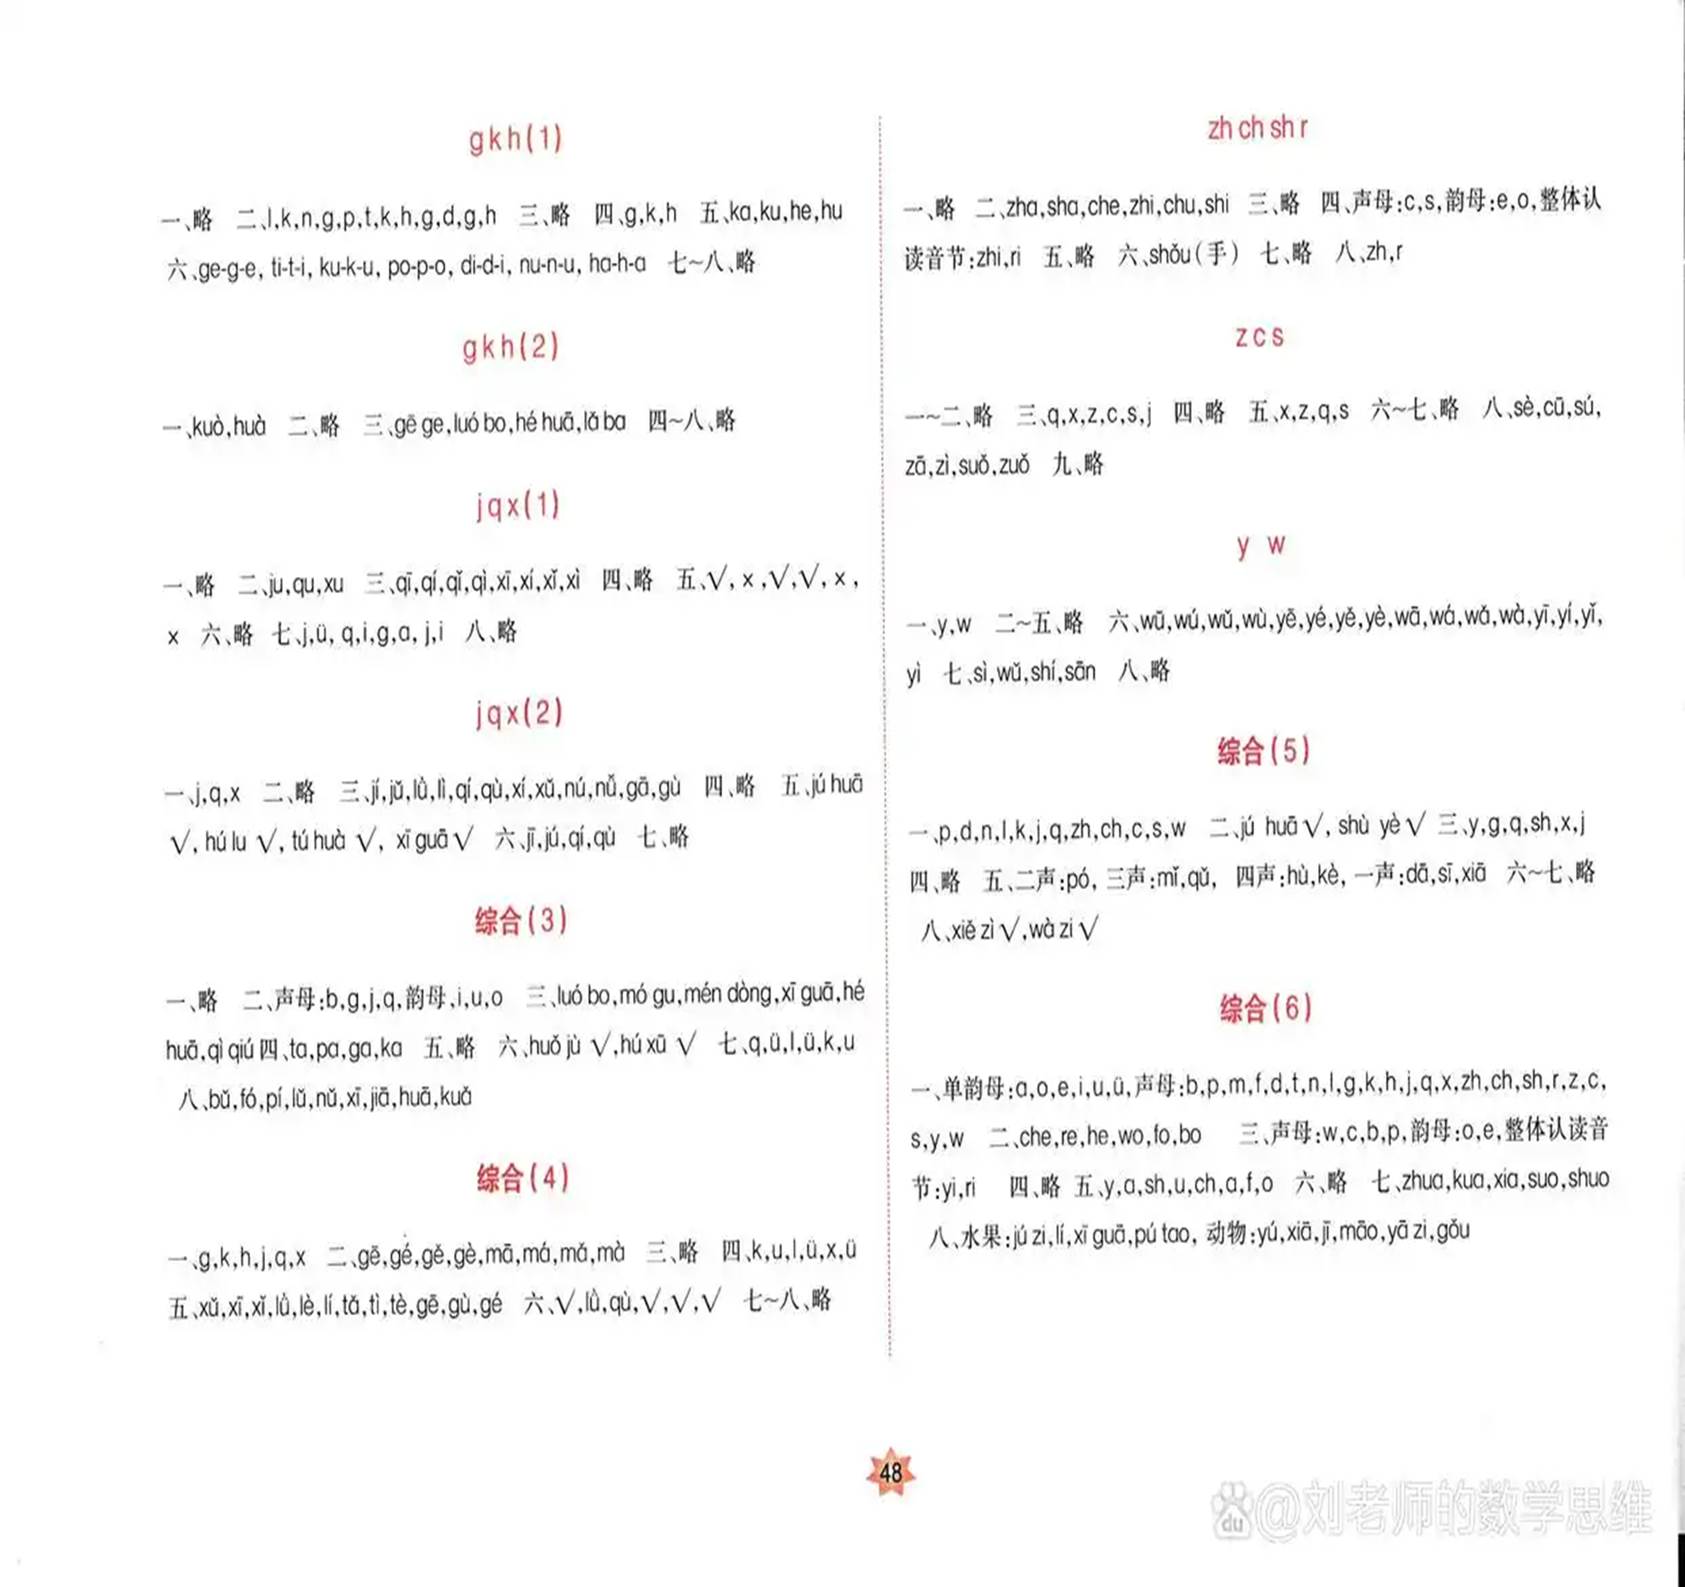 gkh(1)
一、略 二、l,k,n,g,p,t,k,h,g,d,g,h 三、略 四、g,k,h 五、ka,ku,he,hu
六、ge-g-e, ti-t-i, ku-k-u, po-p-o, di-d-i, nu-n-u, ha-h-a 七~八、略
gkh(2)
一、kuò,huà 二、略 三、gē ge,luó bo,hé huā,lǎ ba 四~八、略
jqx(1)
一、略 二、ju,qu,xu 三、qī,qí,qǐ,qì,xī,xí,xǐ,xì 四、略 五、√,×,√,√,×,
× 六、略 七、j,ü, q,i,g,a, j,i 八、略
jqx(2)
一、j,q,x 二、略 三、jí,jǔ,lǜ,lì,qí,qù,xí,xǔ,nú,nǚ,gā,gù 四、略 五、jú huā
√, hú lu √, tú huà √, xī guā √ 六、jī,jú,qí,qù 七、略
综合(3)
一、略 二、声母:b,g,j,q,韵母,i,u,o 三、luó bo,mó gu,mén dòng,xī guā,hé
huā,qì qiú 四、ta,pa,ga,ka 五、略 六、huǒ jù √,hú xū √ 七、q,ü,l,ü,k,u
八、bǔ,fó,pí,lǔ,nǔ,xī,jiā,huā,kuǎ
综合(4)
一、g,k,h,j,q,x 二、gē,gé,gě,gè,mā,má,mǎ,mà 三、略 四、k,u,l,ü,x,ü
五、xǔ,xī,xǐ,lǜ,lè,lí,tǎ,tì,tè,gē,gù,gé 六、√,lǜ,qù,√,√,√ 七~八、略
zh ch sh r
一、略 二、zha,sha,che,zhi,chu,shi 三、略 四、声母:c,s,韵母:e,o,整体认
读音节:zhi,ri 五、略 六、shǒu(手) 七、略 八、zh,r
z c s
一~二、略 三、q,x,z,c,s,j 四、略 五、x,z,q,s 六~七、略 八、sè,cū,sú,
zā,zì,suǒ,zuǒ 九、略
y w
一、y,w 二~五、略 六、wū,wú,wǔ,wù,yē,yé,yě,yè,wā,wá,wǎ,wà,yī,yí,yǐ,
yì 七、sì,wǔ,shí,sān 八、略
综合(5)
一、p,d,n,l,k,j,q,zh,ch,c,s,w 二、jú huā √, shù yè √ 三、y,g,q,sh,x,j
四、略 五、二声:pó, 三声:mǐ,qǔ, 四声:hù,kè, 一声:dā,sī,xiā 六~七、略
八、xiě zì √,wà zi √
综合(6)
一、单韵母:a,o,e,i,u,ü,声母:b,p,m,f,d,t,n,l,g,k,h,j,q,x,zh,ch,sh,r,z,c,
s,y,w 二、che,re,he,wo,fo,bo 三、声母:w,c,b,p,韵母:o,e,整体认读音
节:yi,ri 四、略 五、y,a,sh,u,ch,a,f,o 六、略 七、zhua,kua,xia,suo,shuo
八、水果:jú zi,lí,xī guā,pú tao, 动物:yú,xiā,jī,māo,yā zi,gǒu
48
du @刘老师的数学思维